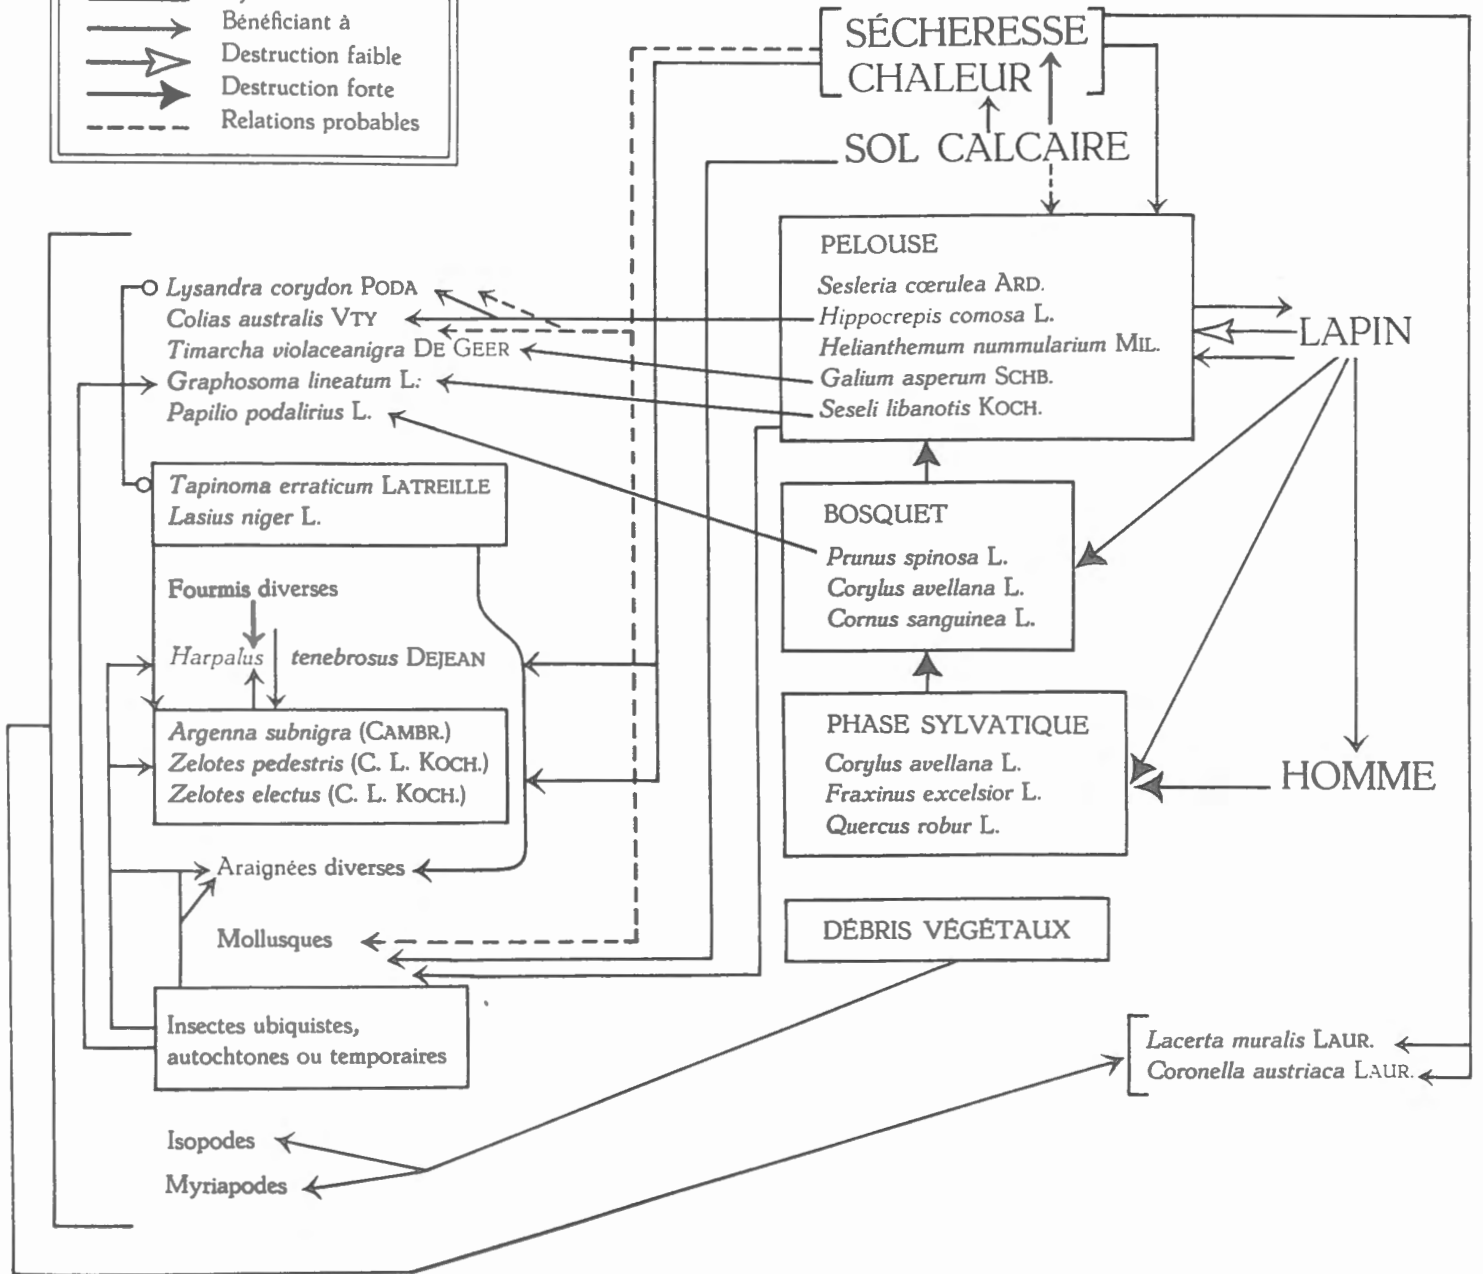 Bénéficiant à
Destruction faible
Destruction forte
Relations probables
SÉCHERESSE
CHALEUR
SOL CALCAIRE
PELOUSE
Sesleria cœrulea ARD.
Hippocrepis comosa L.
Helianthemum nummularium MIL.
Galium asperum SCHB.
Seseli libanotis KOCH.
LAPIN
Lysandra corydon PODA
Colias australis VTY
Timarcha violaceanigra DE GEER
Graphosoma lineatum L.
Papilio podalirius L.
Tapinoma erraticum LATREILLE
Lasius niger L.
BOSQUET
Prunus spinosa L.
Corylus avellana L.
Cornus sanguinea L.
Fourmis diverses
Harpalus tenebrosus DEJEAN
Argenna subnigra (CAMBR.)
Zelotes pedestris (C. L. KOCH.)
Zelotes electus (C. L. KOCH.)
PHASE SYLVATIQUE
Corylus avellana L.
Fraxinus excelsior L.
Quercus robur L.
HOMME
Araignées diverses
Mollusques
DÉBRIS VÉGÉTAUX
Insectes ubiquistes,
autochtones ou temporaires
Lacerta muralis LAUR.
Coronella austriaca LAUR.
Isopodes
Myriapodes